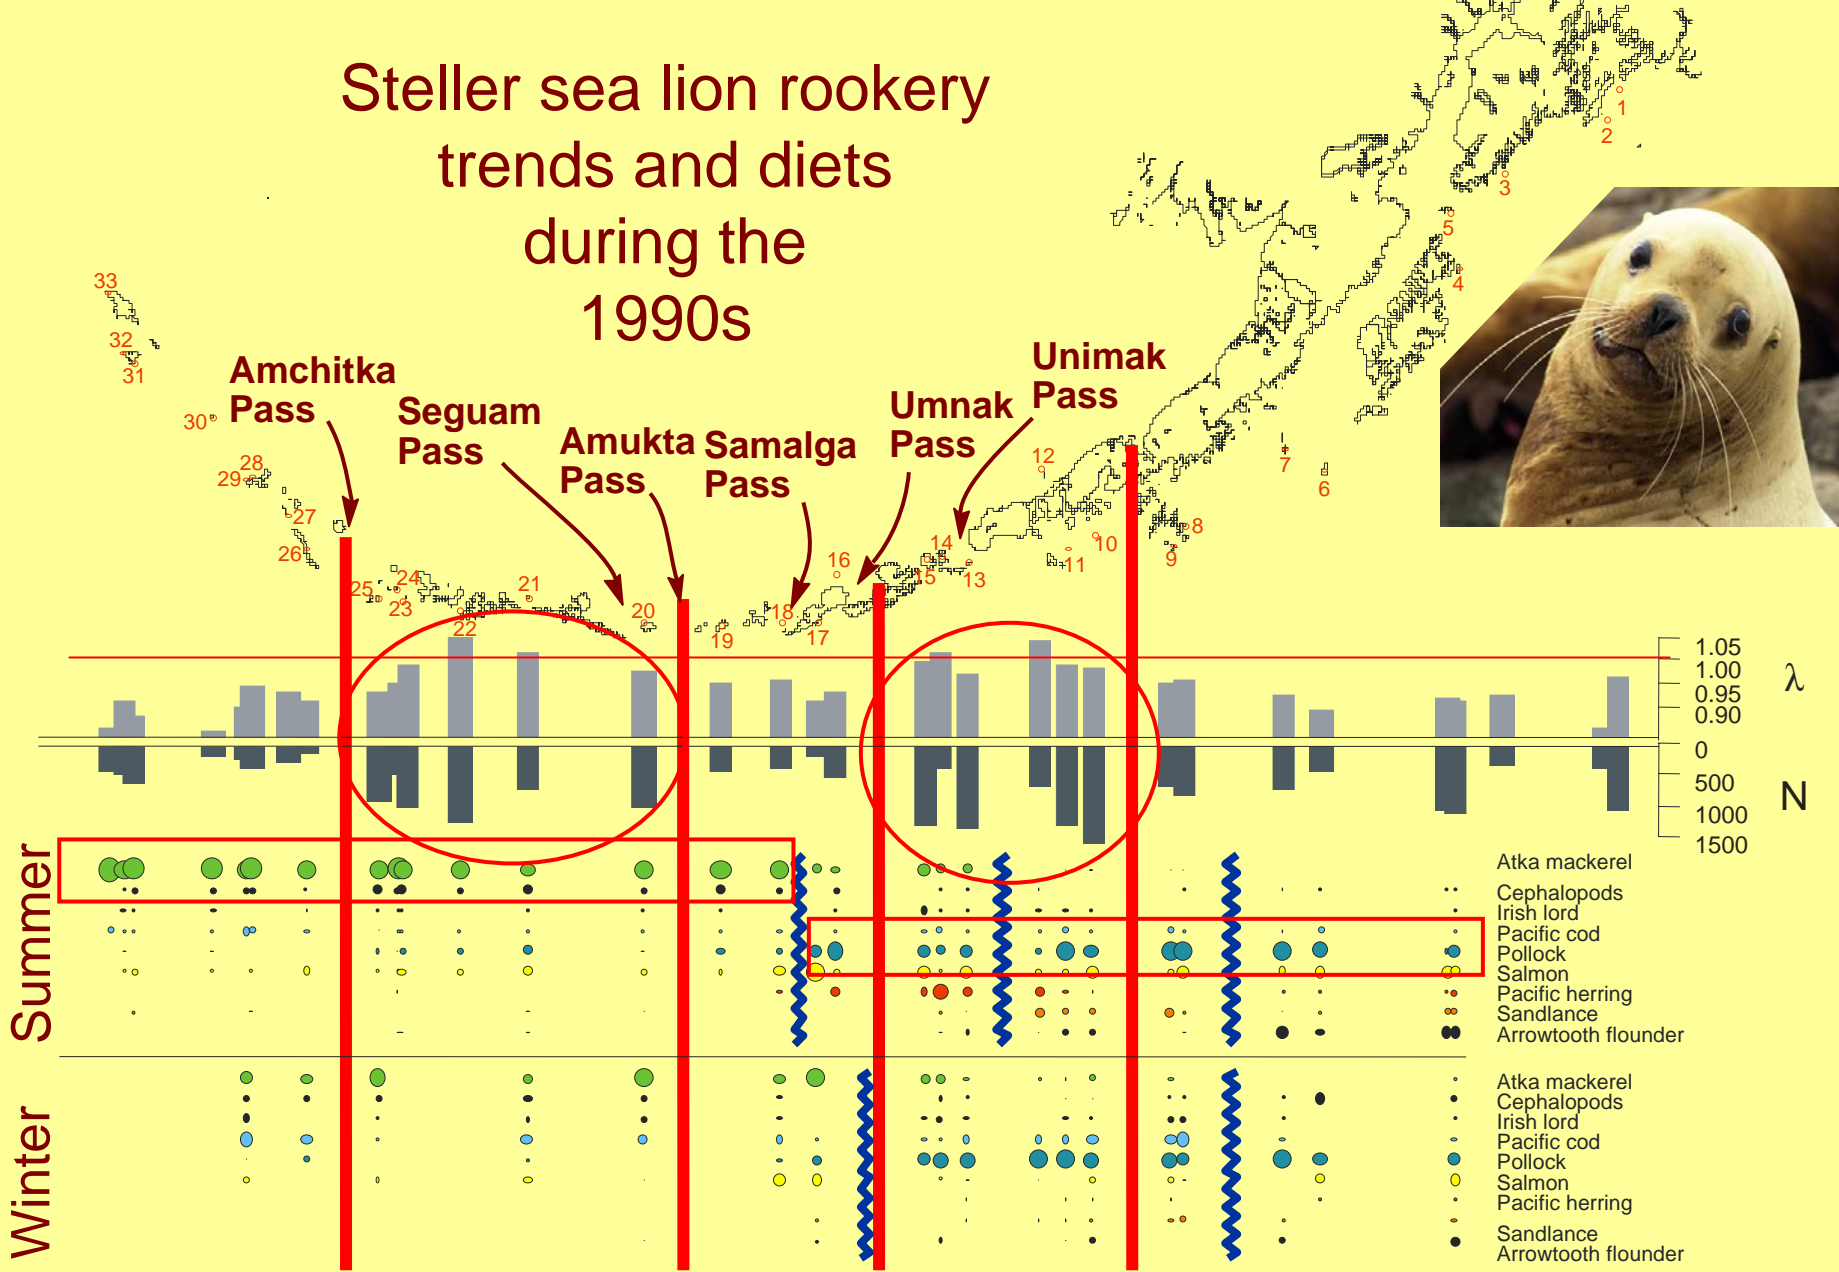 Steller sea lion rookery
trends and diets
during the
1990s
1
2
3
5
4
33
32
31
30
28
29
27
26
Amchitka
Pass
Seguam
Pass
Amukta
Pass
Samalga
Pass
Umnak
Pass
Unimak
Pass
12
7
6
8
9
10
11
14
15
13
16
25
24
23
22
21
20
19
18
17
1.05
1.00
0.95
0.90
λ
0
500
1000
1500
N
Summer
Atka mackerel
Cephalopods
Irish lord
Pacific cod
Pollock
Salmon
Pacific herring
Sandlance
Arrowtooth flounder
Winter
Atka mackerel
Cephalopods
Irish lord
Pacific cod
Pollock
Salmon
Pacific herring
Sandlance
Arrowtooth flounder